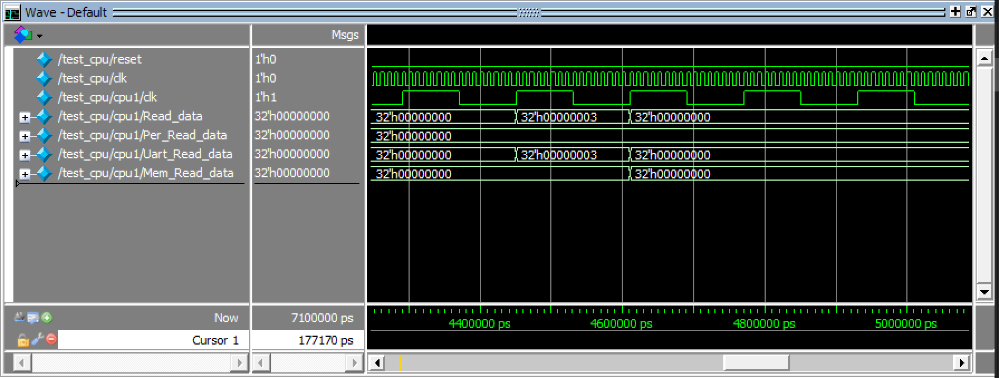 Wave - Default
Msgs
/test_cpu/reset 1'h0
/test_cpu/clk 1'h0
/test_cpu/cpu1/clk 1'h1
/test_cpu/cpu1/Read_data 32'h00000000 32'h00000000 32'h00000003 32'h00000000
/test_cpu/cpu1/Per_Read_data 32'h00000000 32'h00000000
/test_cpu/cpu1/Uart_Read_data 32'h00000000 32'h00000000 32'h00000003 32'h00000000
/test_cpu/cpu1/Mem_Read_data 32'h00000000 32'h00000000 32'h00000000
Now 7100000 ps 4400000 ps 4600000 ps 4800000 ps 5000000 ps
Cursor 1 177170 ps